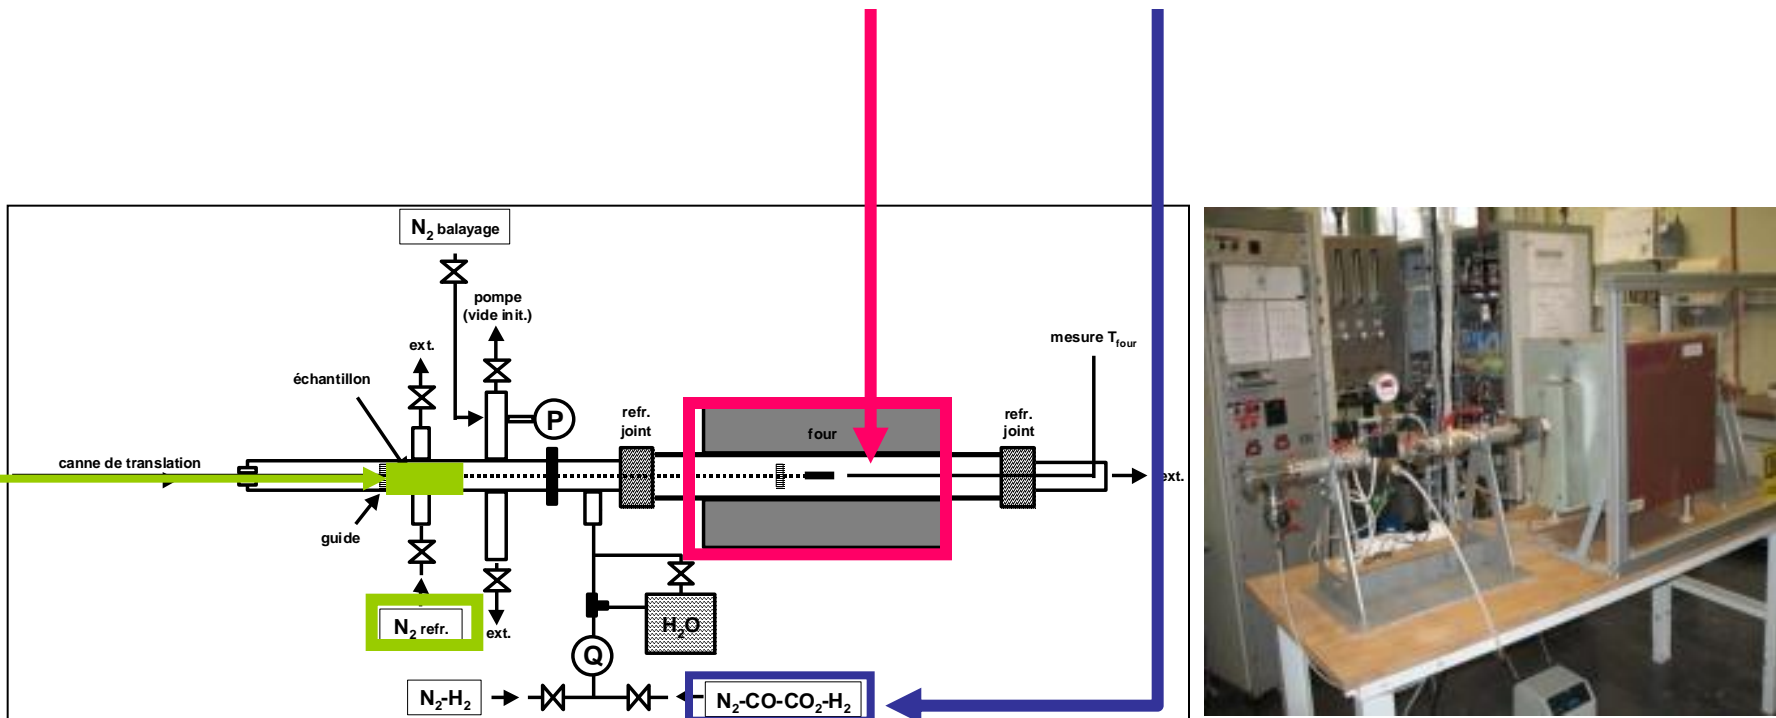 N2 balayage
pompe
(vide init.)
ext.
mesure Tfour
échantillon
P
refr.
joint
four
refr.
joint
canne de translation
ext.
guide
N2 refr.
ext.
H2O
Q
N2-H2
N2-CO-CO2-H2